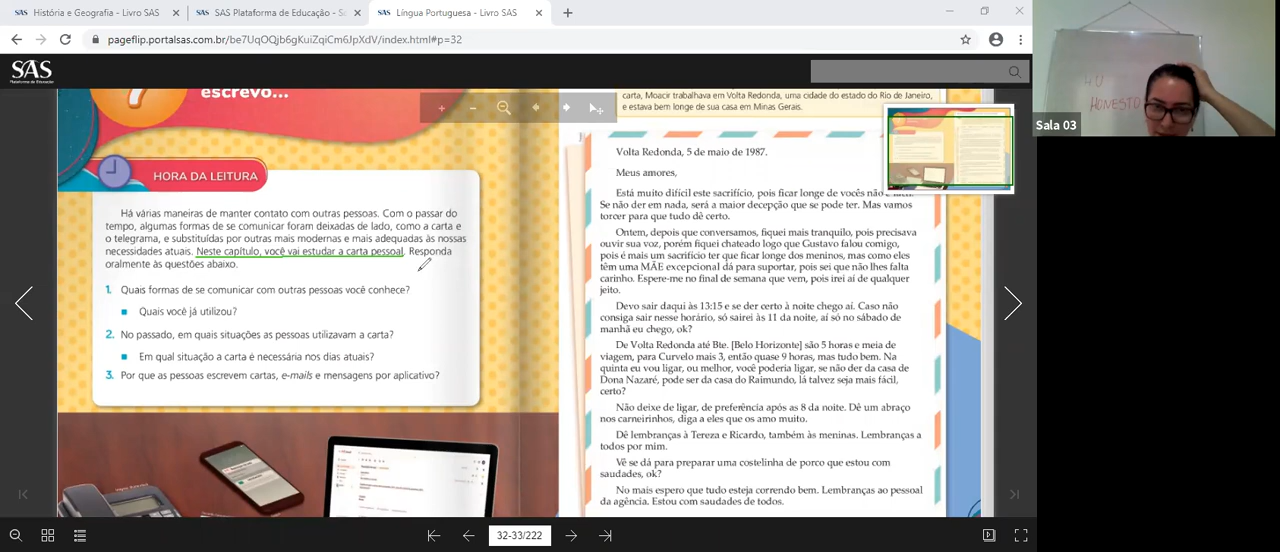 História e Geografia - Livro SAS
SAS Plataforma de Educação - Sa
Língua Portuguesa - Livro SAS
pageflip.portalsas.com.br/be7UqOQjb6gKuiZqiCm6JpXdV/index.html#p=32
SAS
Plataforma de Educação
7
escrevo...
HORA DA LEITURA
Há várias maneiras de manter contato com outras pessoas. Com o passar do
tempo, algumas formas de se comunicar foram deixadas de lado, como a carta e
o telegrama, e substituídas por outras mais modernas e mais adequadas às nossas
necessidades atuais. Neste capítulo, você vai estudar a carta pessoal. Responda
oralmente às questões abaixo.
1. Quais formas de se comunicar com outras pessoas você conhece?
Quais você já utilizou?
2. No passado, em quais situações as pessoas utilizavam a carta?
Em qual situação a carta é necessária nos dias atuais?
3. Por que as pessoas escrevem cartas, e-mails e mensagens por aplicativo?
carta, Moacir trabalhava em Volta Redonda, uma cidade do estado do Rio de Janeiro,
e estava bem longe de sua casa em Minas Gerais.
Volta Redonda, 5 de maio de 1987.
Meus amores,
Está muito difícil este sacrifício, pois ficar longe de vocês não é
Se não der em nada, será a maior decepção que se pode ter. Mas vamos
torcer para que tudo dê certo.
Ontem, depois que conversamos, fiquei mais tranquilo, pois precisava
ouvir sua voz, porém fiquei chateado logo que Gustavo falou comigo,
pois é mais um sacrifício ter que ficar longe dos meninos, mas como eles
têm uma MÃE excepcional dá para suportar, pois sei que não lhes falta
carinho. Espere-me no final de semana que vem, pois irei aí de qualquer
jeito.
Devo sair daqui às 13:15 e se der certo à noite chego aí. Caso não
consiga sair nesse horário, só sairei às 11 da noite, aí só no sábado de
manhã eu chego, ok?
De Volta Redonda até Bte. [Belo Horizonte] são 5 horas e meia de
viagem, para Curvelo mais 3, então quase 9 horas, mas tudo bem. Na
quinta eu vou ligar, ou melhor, você poderia ligar, se não der da casa de
Dona Nazaré, pode ser da casa do Raimundo, lá talvez seja mais fácil,
certo?
Não deixe de ligar, de preferência após as 8 da noite. Dê um abraço
nos carneirinhos, diga a eles que os amo muito.
Dê lembranças à Tereza e Ricardo, também às meninas. Lembranças a
todos por mim.
Vê se dá para preparar uma costelinha de porco que estou com
saudades, ok?
No mais espero que tudo esteja correndo bem. Lembranças ao pessoal
da agência. Estou com saudades de todos.
32-33/222
HONESTO
Sala 03